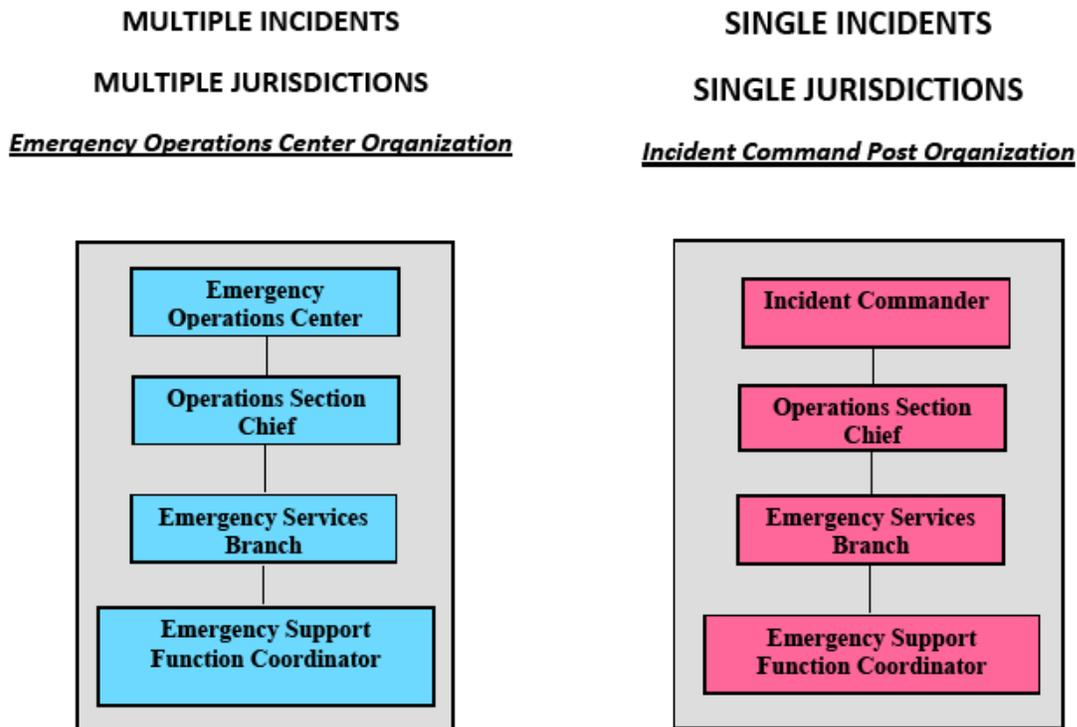 MULTIPLE INCIDENTS
MULTIPLE JURISDICTIONS
Emergency Operations Center Organization
Emergency
Operations Center
Operations Section
Chief
Emergency Services
Branch
Emergency Support
Function Coordinator
SINGLE INCIDENTS
SINGLE JURISDICTIONS
Incident Command Post Organization
Incident Commander
Operations Section
Chief
Emergency Services
Branch
Emergency Support
Function Coordinator